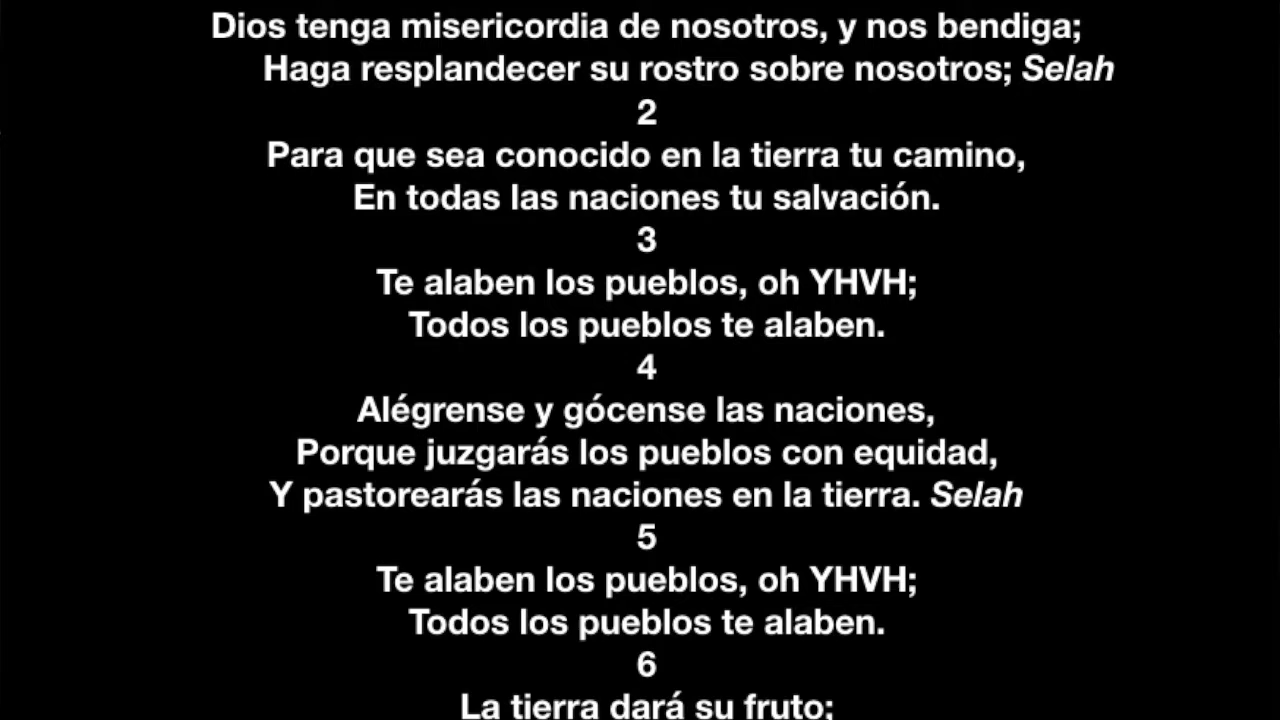 Dios tenga misericordia de nosotros, y nos bendiga;
Haga resplandecer su rostro sobre nosotros; Selah
2
Para que sea conocido en la tierra tu camino,
En todas las naciones tu salvación.
3
Te alaben los pueblos, oh YHVH;
Todos los pueblos te alaben.
4
Alégrense y gócense las naciones,
Porque juzgarás los pueblos con equidad,
Y pastorearás las naciones en la tierra. Selah
5
Te alaben los pueblos, oh YHVH;
Todos los pueblos te alaben.
6
La tierra dará su fruto;